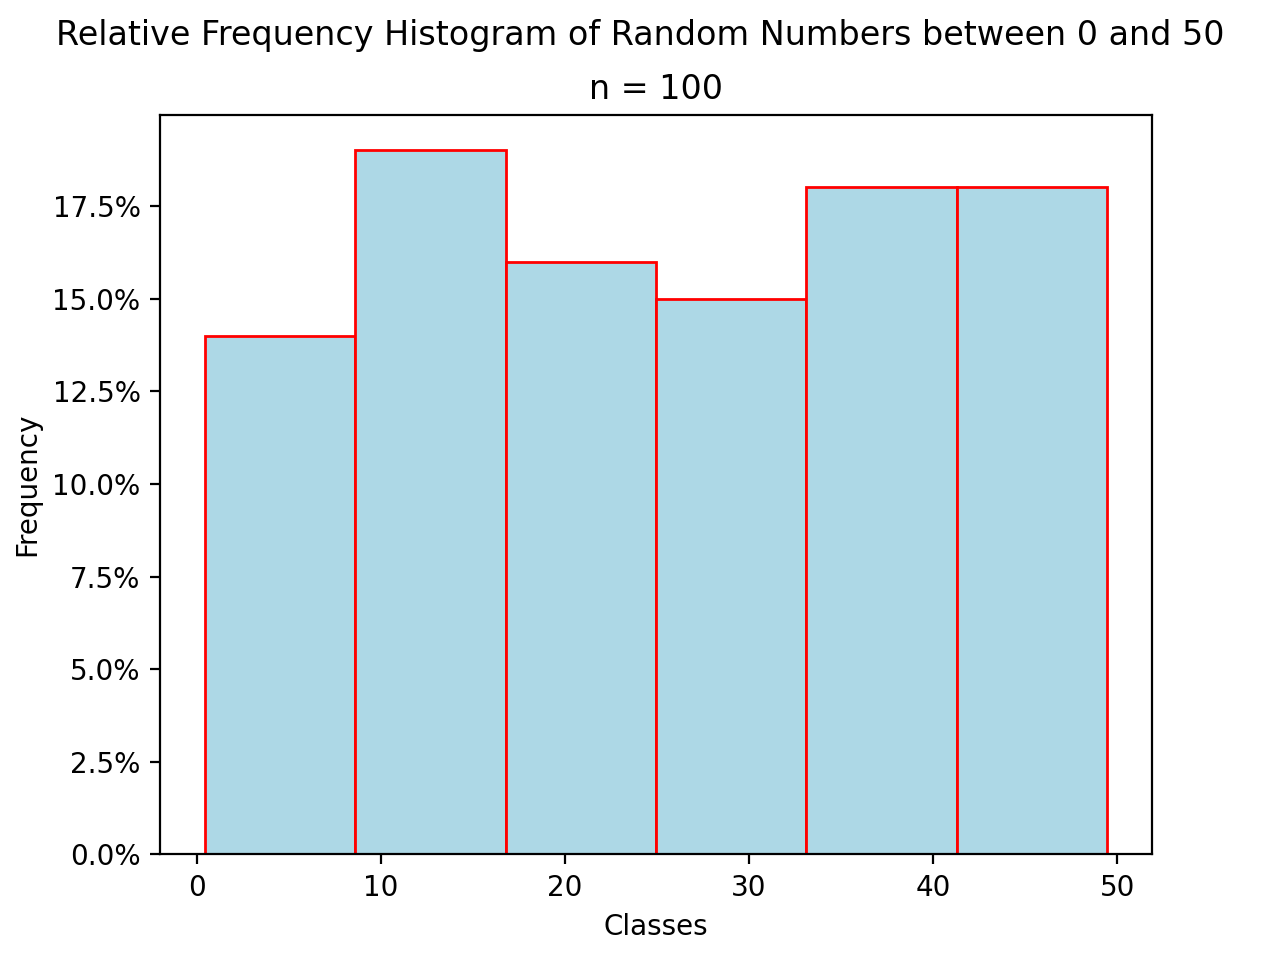 Relative Frequency Histogram of Random Numbers between 0 and 50
n = 100
17.5%
15.0%
12.5%
10.0%
7.5%
5.0%
2.5%
0.0%
Frequency
0 10 20 30 40 50
Classes